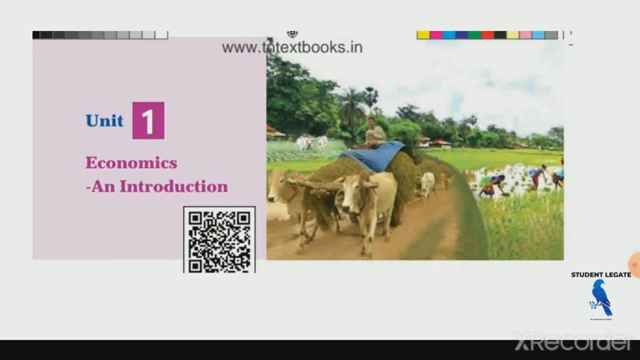 www.tntextbooks.in
Unit 1
Economics
-An Introduction
STUDENT LEGATE
XRecorder